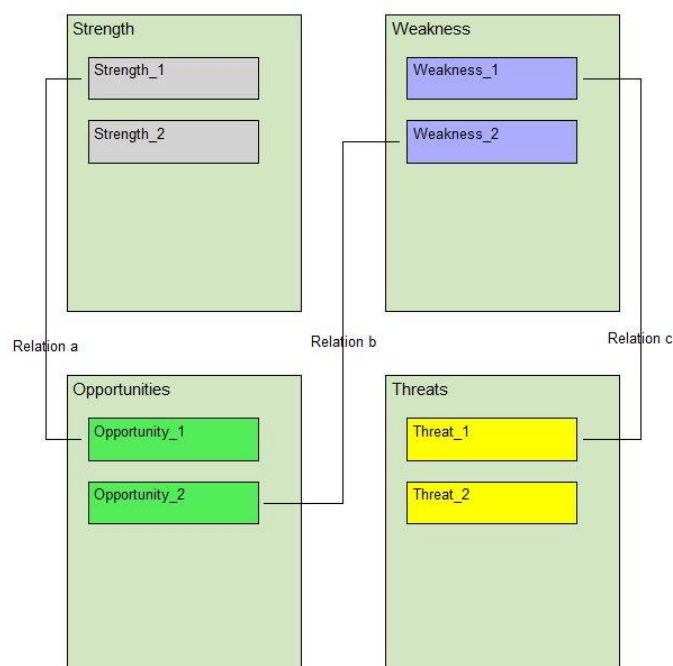 Strength
Strength_1
Strength_2
Weakness
Weakness_1
Weakness_2
Relation a
Relation b
Relation c
Opportunities
Opportunity_1
Opportunity_2
Threats
Threat_1
Threat_2